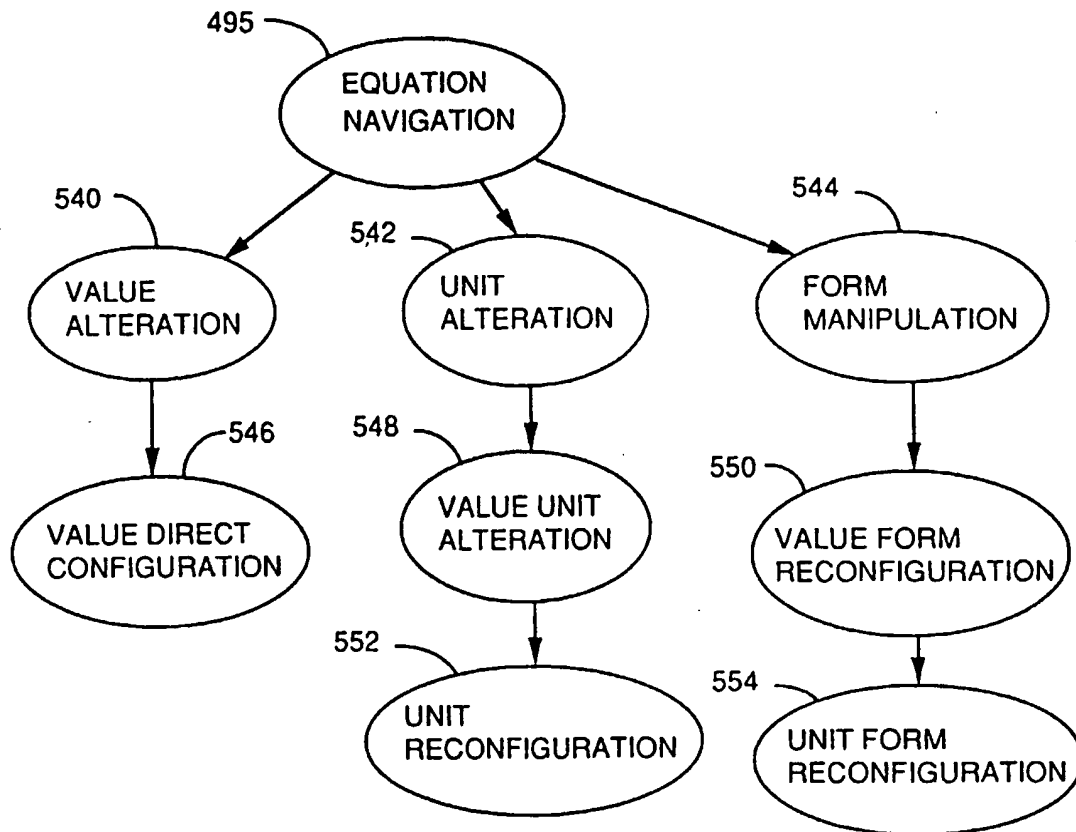 495
EQUATION
NAVIGATION
540
VALUE
ALTERATION
542
UNIT
ALTERATION
544
FORM
MANIPULATION
546
VALUE DIRECT
CONFIGURATION
548
VALUE UNIT
ALTERATION
550
VALUE FORM
RECONFIGURATION
552
UNIT
RECONFIGURATION
554
UNIT FORM
RECONFIGURATION